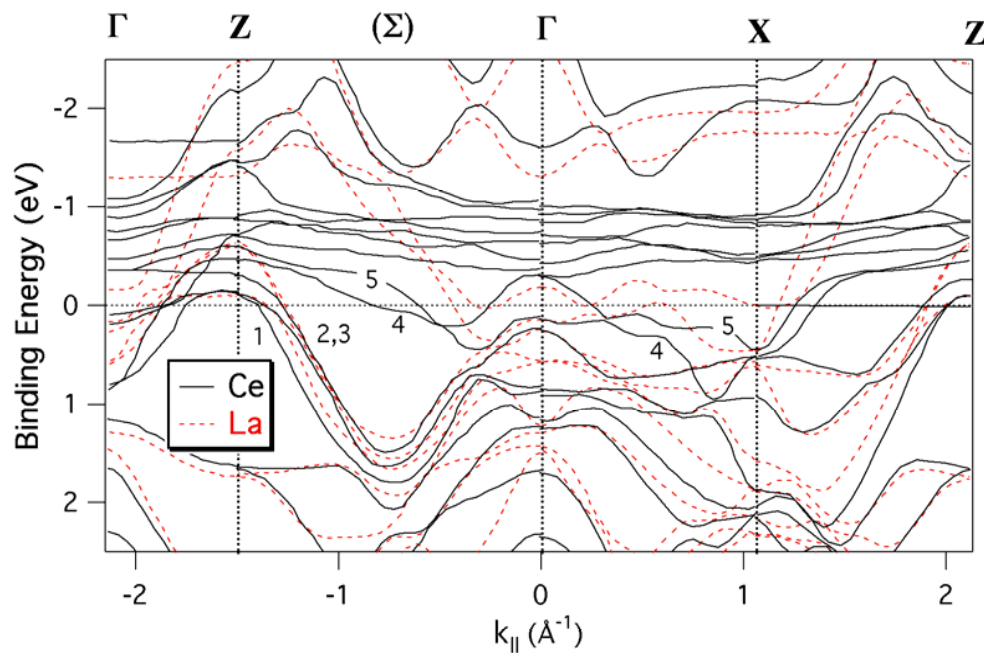 Γ Z (Σ) Γ X Z
-2
-1
0
1
2
Binding Energy (eV)
5
4
1 2,3
5
4
Ce
La
-2 -1 0 1 2
k|| (Å-1)